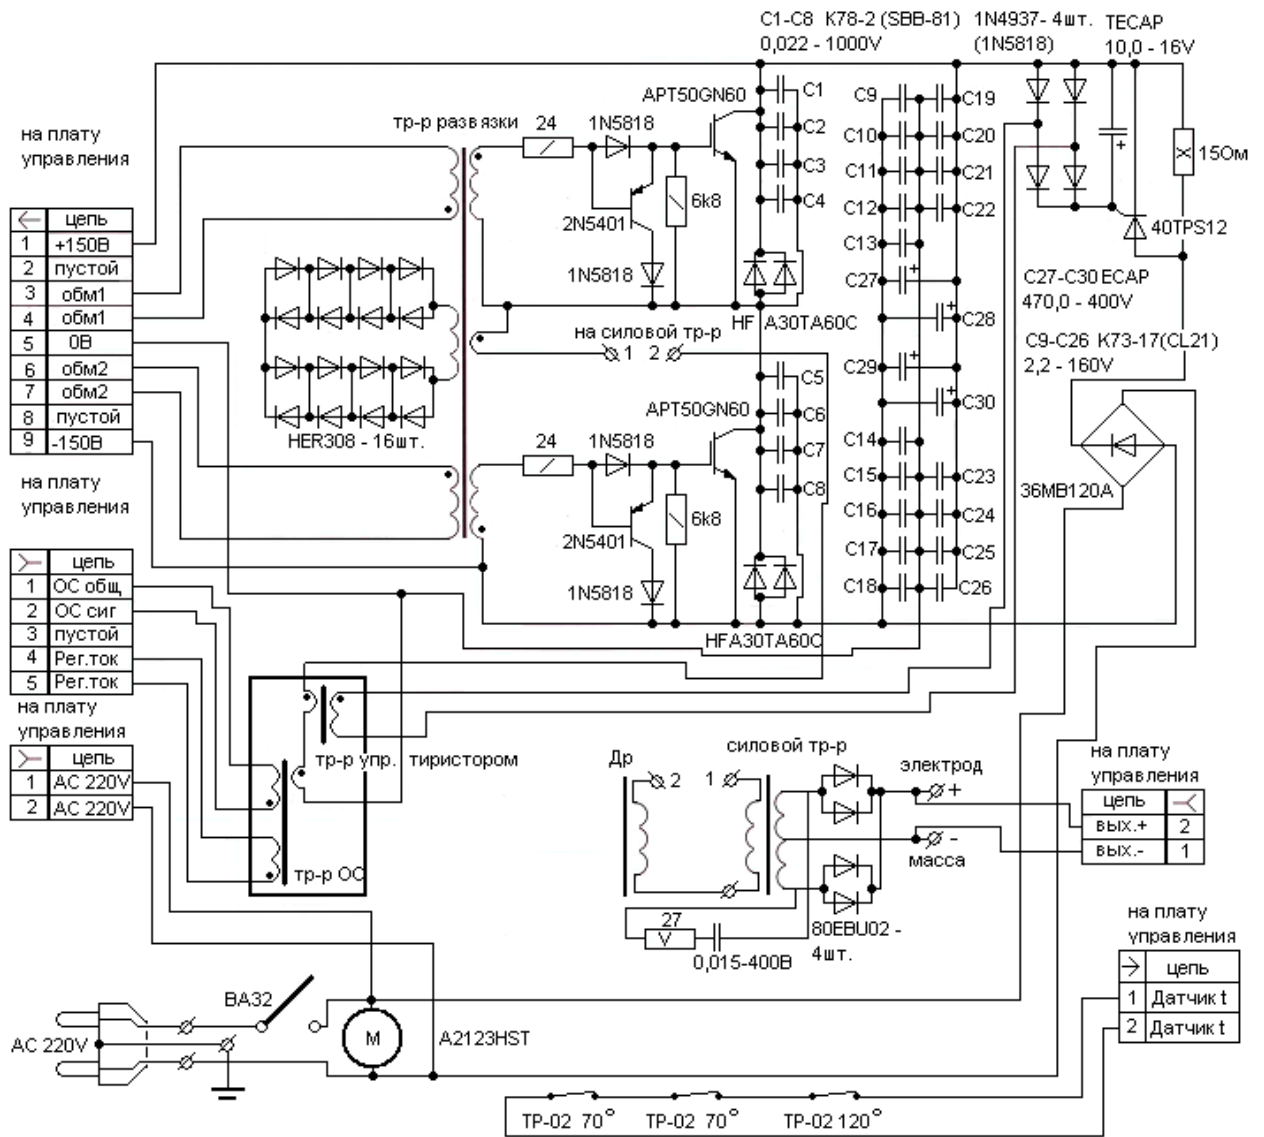 C1-C8 К78-2 (SBB-81)
0,022 - 1000V
1N4937- 4шт.
(1N5818)
TECAP
10,0 - 16V
на плату
управления
тр-р развязки
24
1N5818
APT50GN60
C1
C2
C3
C4
C9
C10
C11
C12
C13
C27
C19
C20
C21
C22
15Ом
6k8
2N5401
1N5818
40TPS12
цепь
1 +150В
2 пустой
3 обм1
4 обм1
5 0В
6 обм2
7 обм2
8 пустой
9 -150В
HER308 - 16шт.
HFA30TA60C
на силовой тр-р
1 2
C28
C29
C30
C27-C30 ECAP
470,0 - 400V
C9-C26 К73-17(CL21)
2,2 - 160V
APT50GN60
C5
C6
C7
C8
24
1N5818
6k8
2N5401
1N5818
HFA30TA60C
C14
C15
C16
C17
C18
C23
C24
C25
C26
36MB120A
на плату
управления
цепь
1 ОС общ
2 ОС сиг
3 пустой
4 Рег.ток
5 Рег.ток
на плату
управления
цепь
1 AC 220V
2 AC 220V
тр-р упр. тиристором
тр-р ОС
Др
2
1
силовой тр-р
электрод
+
-
масса
27
V
0,015-400В
80EBU02 -
4шт.
на плату
управления
цепь
вых.+ 2
вых.- 1
на плату
управления
цепь
1 Датчик t
2 Датчик t
BA32
AC 220V
M
A2123HST
TP-02 70°
TP-02 70°
TP-02 120°